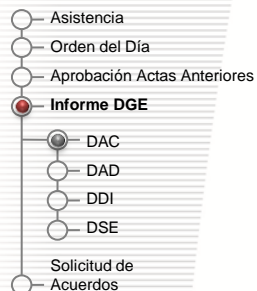 Asistencia
Orden del Día
Aprobación Actas Anteriores
Informe DGE
DAC
DAD
DDI
DSE
Solicitud de
Acuerdos